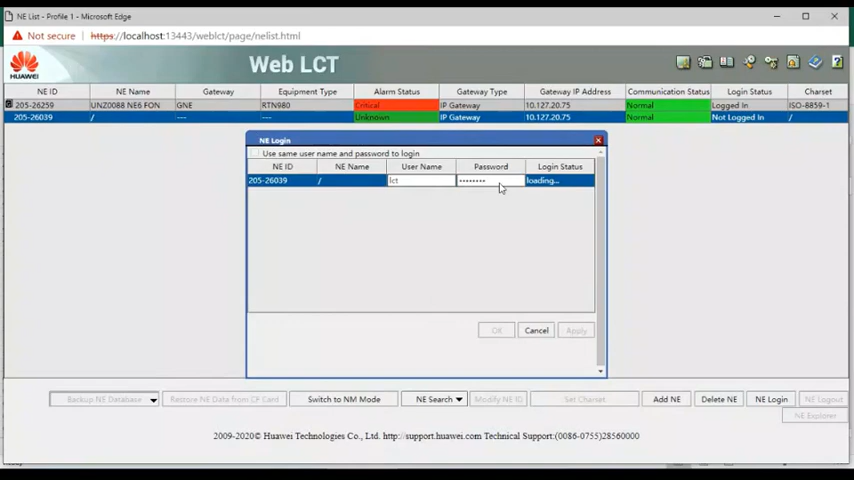 NE List - Profile 1 - Microsoft Edge
Not secure https://localhost:13443/weblct/page/nelist.html
HUAWEI
Web LCT
NE ID NE Name Gateway Equipment Type Alarm Status Gateway Type Gateway IP Address Communication Status Login Status Charset
205-26259 UNZ0088 NE6 FON GNE RTN980 Critical IP Gateway 10.127.20.75 Normal Logged In ISO-8859-1
205-26039 / --- --- Unknown IP Gateway 10.127.20.75 Normal Not Logged In /
NE Login
Use same user name and password to login
NE ID NE Name User Name Password Login Status
205-26039 / lct •••••••• loading...
OK Cancel Apply
Backup NE Database Restore NE Data from CF Card Switch to NM Mode NE Search Modify NE ID Set Charset Add NE Delete NE NE Login NE Logout
NE Explorer
2009-2020© Huawei Technologies Co., Ltd. http://support.huawei.com Technical Support:(0086-0755)28560000